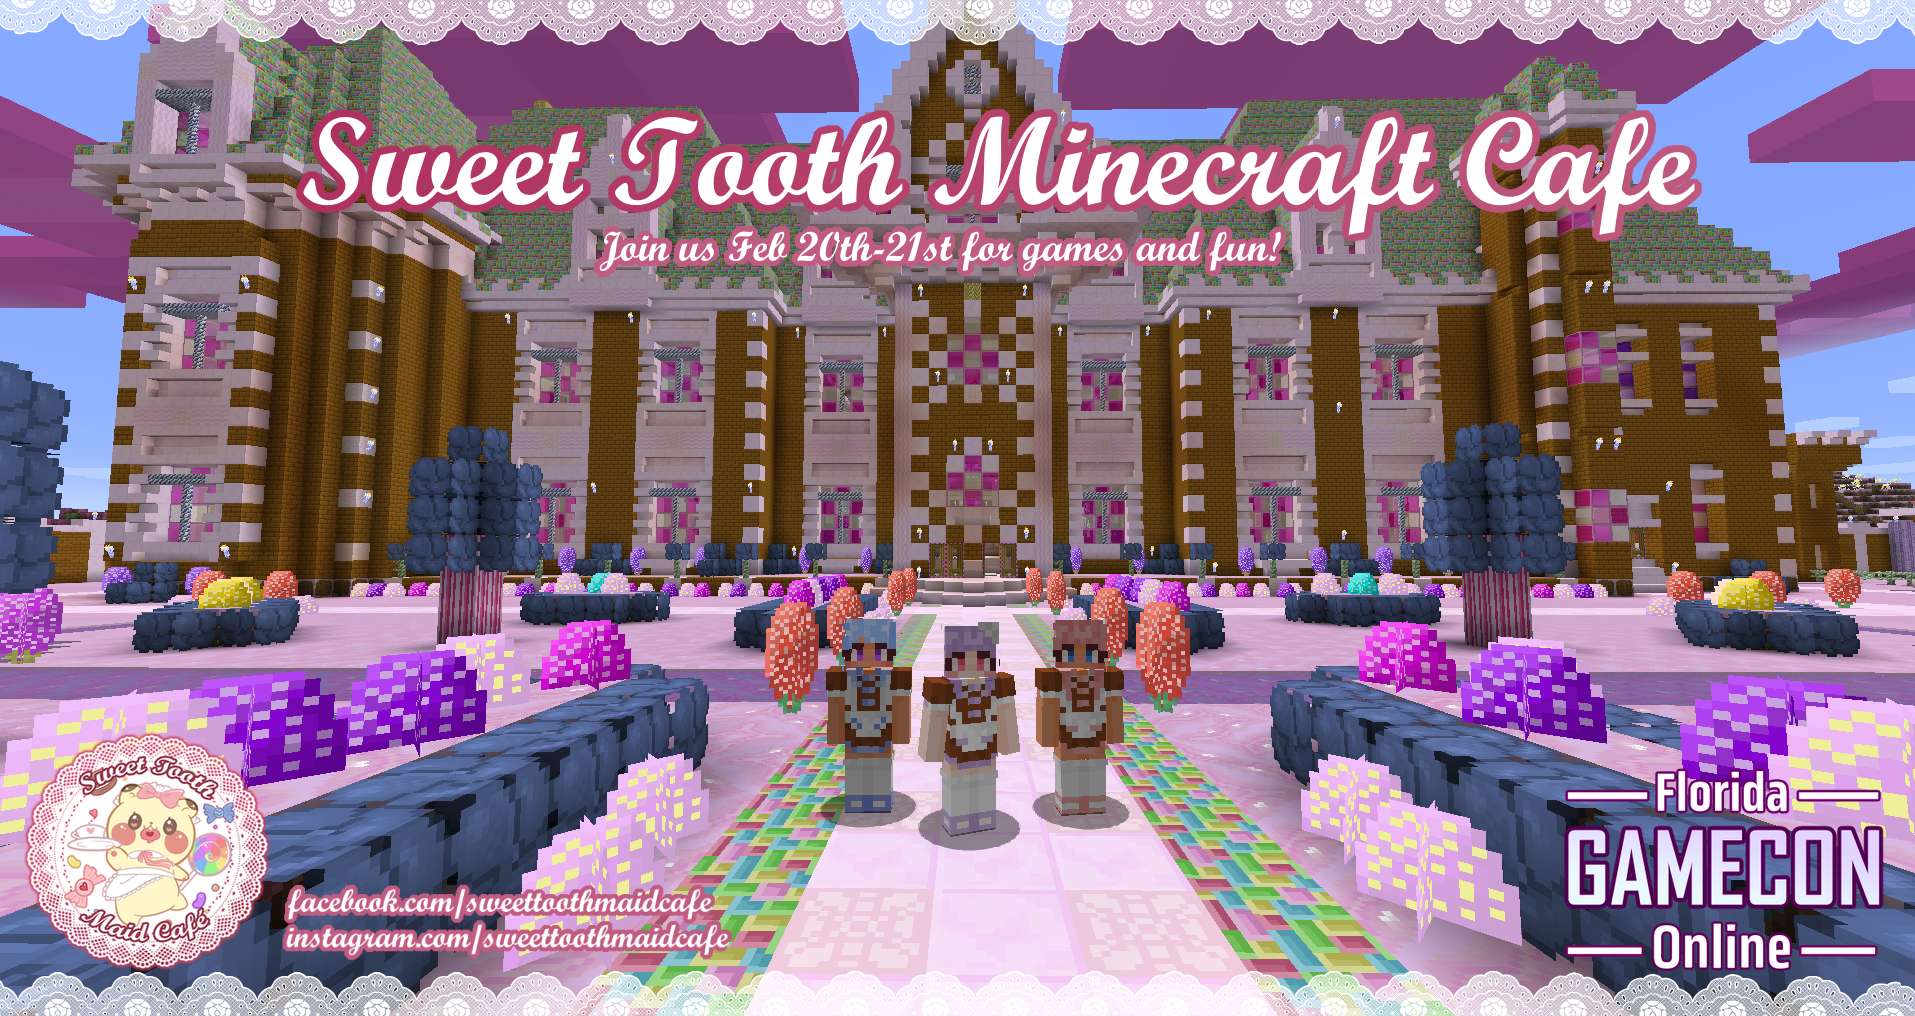 Sweet Tooth Minecraft Cafe
Join us Feb 20th-21st for games and fun!
Sweet Tooth
Maid Café
facebook.com/sweettoothmaidcafe
instagram.com/sweettoothmaidcafe
Florida
GAMECON
Online